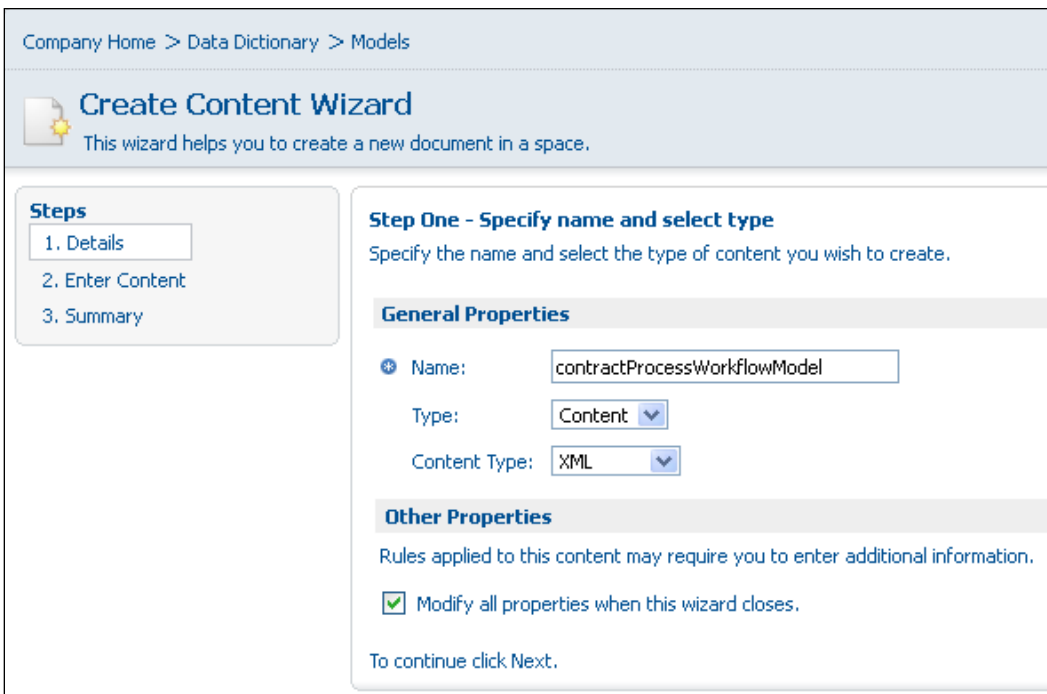 Company Home > Data Dictionary > Models
Create Content Wizard
This wizard helps you to create a new document in a space.
Steps
1. Details
2. Enter Content
3. Summary
Step One - Specify name and select type
Specify the name and select the type of content you wish to create.
General Properties
Name: contractProcessWorkflowModel
Type: Content
Content Type: XML
Other Properties
Rules applied to this content may require you to enter additional information.
Modify all properties when this wizard closes.
To continue click Next.